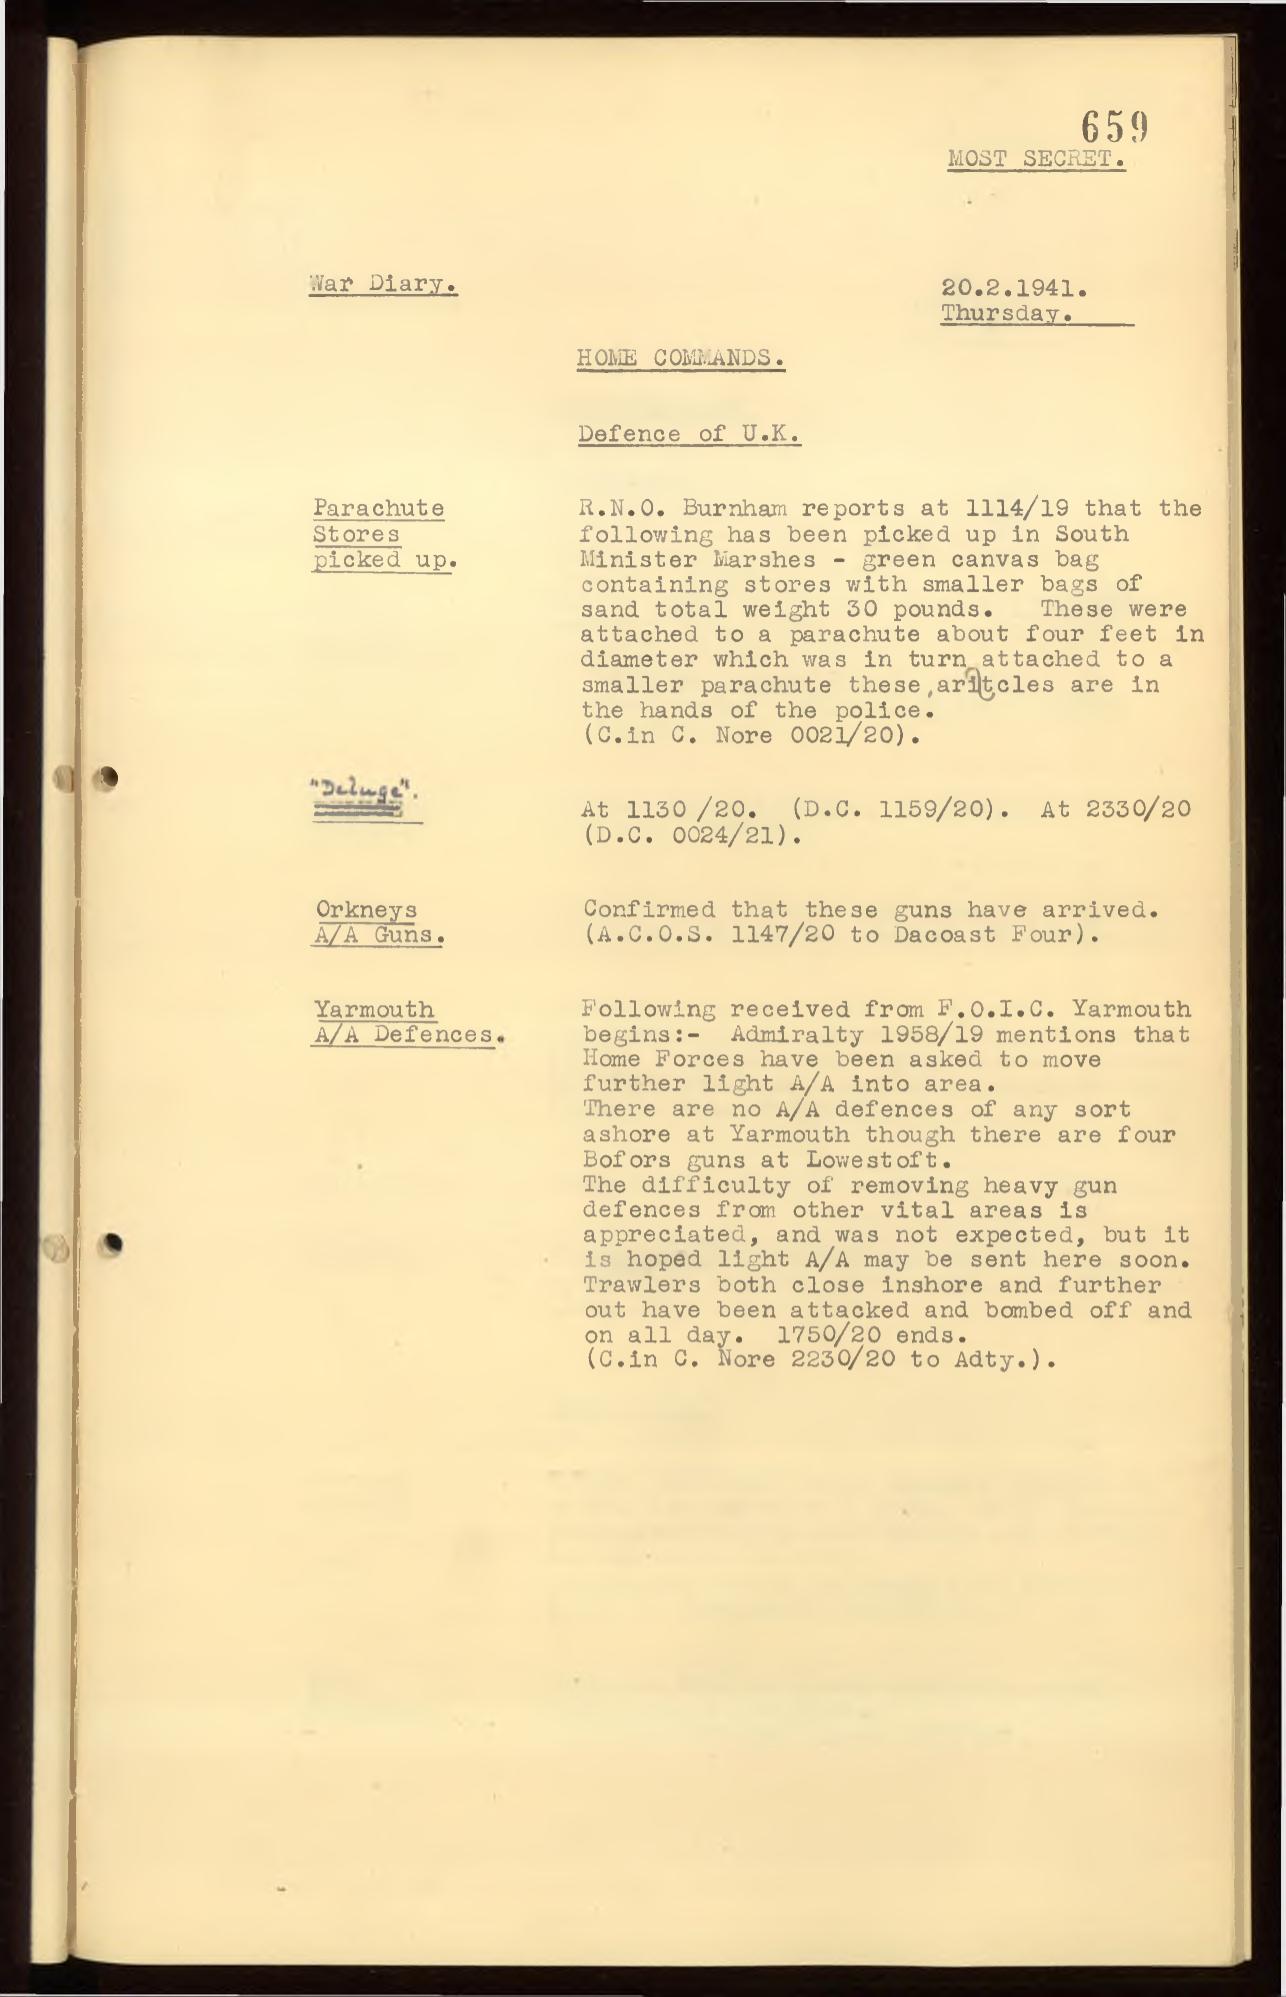 659
MOST SECRET.
War Diary.
20.2.1941.
Thursday.
HOME COMMANDS.
Defence of U.K.
Parachute
Stores
picked up.
R.N.O. Burnham reports at 1114/19 that the
following has been picked up in South
Minister Marshes - green canvas bag
containing stores with smaller bags of
sand total weight 30 pounds. These were
attached to a parachute about four feet in
diameter which was in turn attached to a
smaller parachute these aritcles are in
the hands of the police.
(C.in C. Nore 0021/20).
"Deluge".
At 1130 /20. (D.C. 1159/20). At 2330/20
(D.C. 0024/21).
Orkneys
A/A Guns.
Confirmed that these guns have arrived.
(A.C.O.S. 1147/20 to Dacoast Four).
Yarmouth
A/A Defences.
Following received from F.O.I.C. Yarmouth
begins:- Admiralty 1958/19 mentions that
Home Forces have been asked to move
further light A/A into area.
There are no A/A defences of any sort
ashore at Yarmouth though there are four
Bofors guns at Lowestoft.
The difficulty of removing heavy gun
defences from other vital areas is
appreciated, and was not expected, but it
is hoped light A/A may be sent here soon.
Trawlers both close inshore and further
out have been attacked and bombed off and
on all day. 1750/20 ends.
(C.in C. Nore 2230/20 to Adty.).